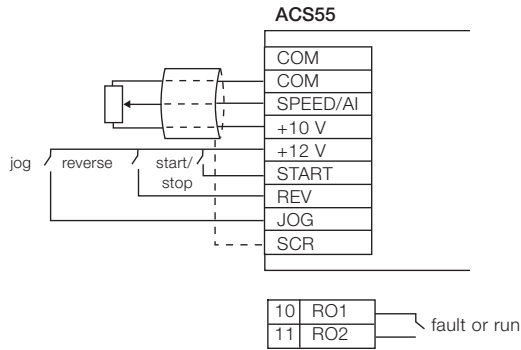 ACS55
COM
COM
SPEED/AI
+10 V
+12 V
START
REV
JOG
SCR
jog reverse start/
stop
10 RO1
11 RO2
fault or run